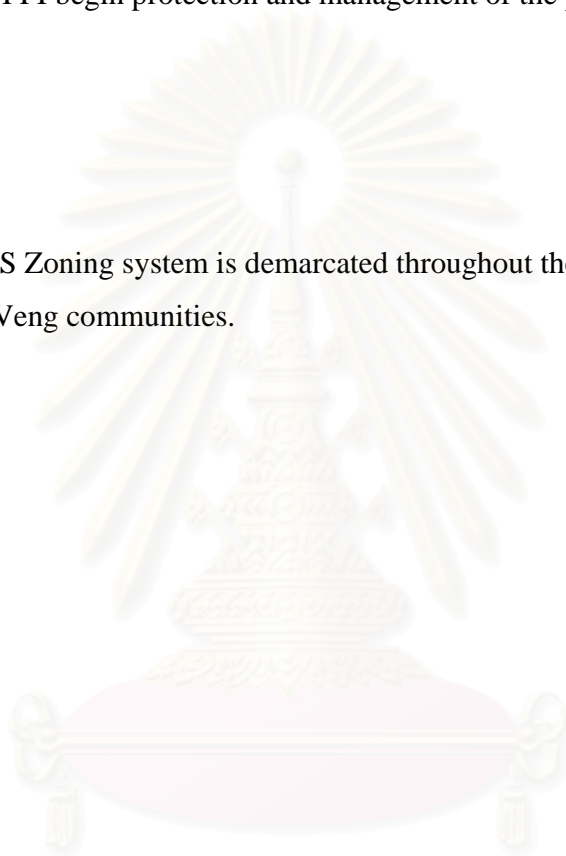 begin protection and management of the
S Zoning system is demarcated throughout the
Veng communities.